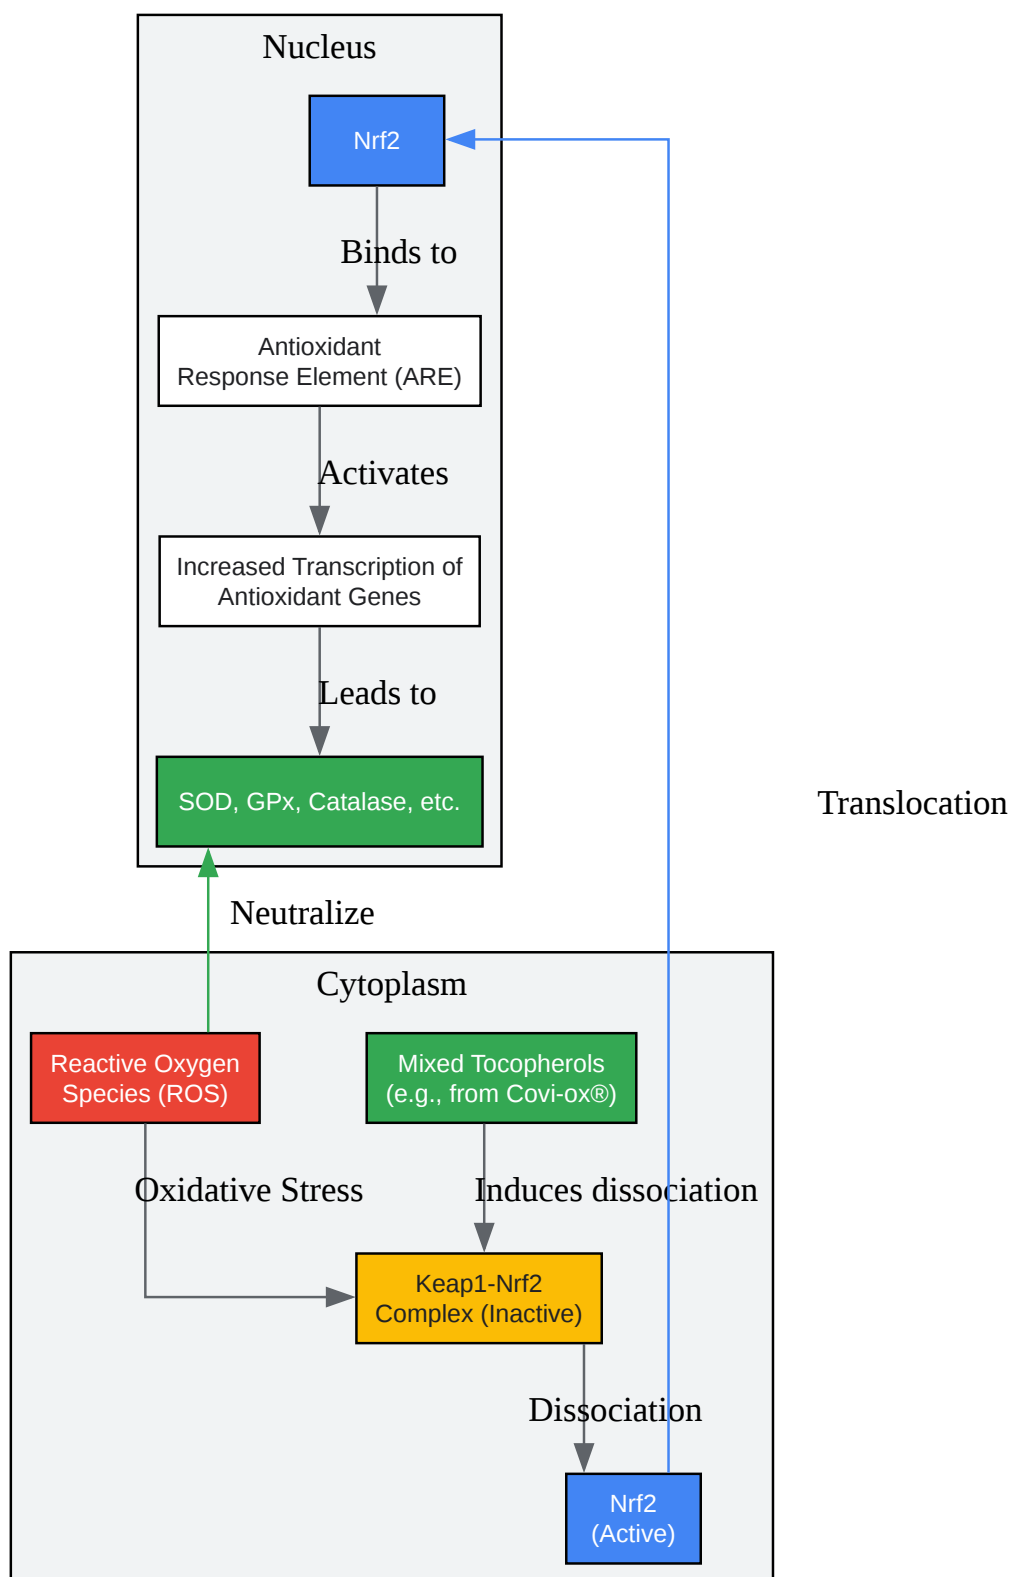 Nucleus
Nrf2
Binds to
Antioxidant
Response Element (ARE)
Activates
Increased Transcription of
Antioxidant Genes
Leads to
SOD, GPx, Catalase, etc.
Translocation
Neutralize
Cytoplasm
Reactive Oxygen
Species (ROS)
Mixed Tocopherols
(e.g., from Covi-ox®)
Oxidative Stress
Induces dissociation
Keap1-Nrf2
Complex (Inactive)
Dissociation
Nrf2
(Active)